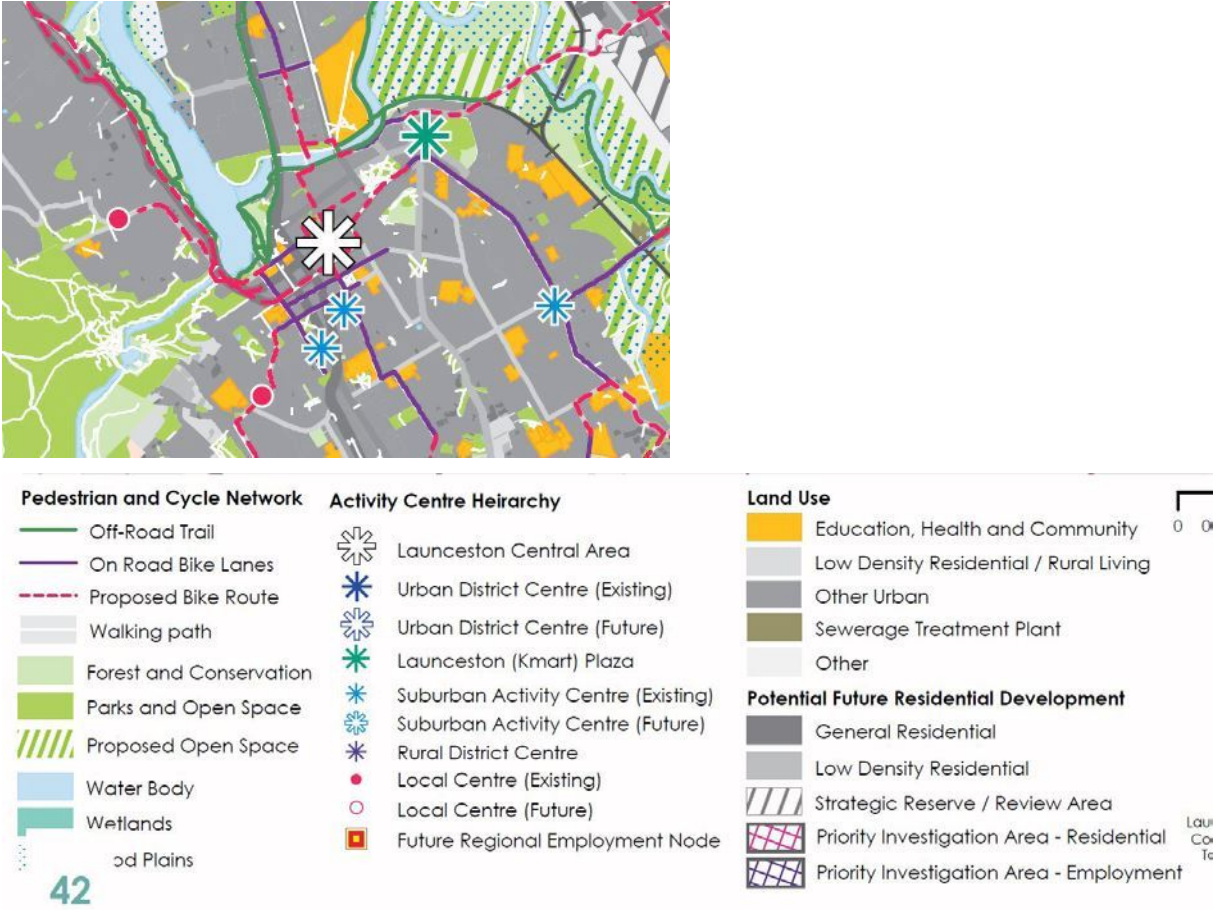 Pedestrian and Cycle Network
Off-Road Trail
On Road Bike Lanes
Proposed Bike Route
Walking path
Forest and Conservation
Parks and Open Space
Proposed Open Space
Water Body
Wetlands
od Plains
42
Activity Centre Heirarchy
Launceston Central Area
Urban District Centre (Existing)
Urban District Centre (Future)
Launceston (Kmart) Plaza
Suburban Activity Centre (Existing)
Suburban Activity Centre (Future)
Rural District Centre
Local Centre (Existing)
Local Centre (Future)
Future Regional Employment Node
Land Use
Education, Health and Community
Low Density Residential / Rural Living
Other Urban
Sewerage Treatment Plant
Other
Potential Future Residential Development
General Residential
Low Density Residential
Strategic Reserve / Review Area
Priority Investigation Area - Residential
Priority Investigation Area - Employment
0